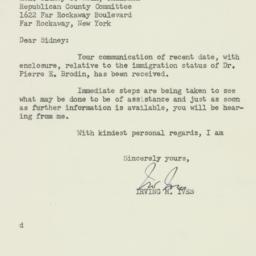 Republican County Committee
1622 Far Rockaway Boulevard
Far Rockaway, New York
Dear Sidney:
Your communication of recent date, with
enclosure, relative to the immigration status of Dr.
Pierre E. Brodin, has been received.
Immediate steps are being taken to see
what may be done to be of assistance and just as soon
as further information is available, you will be hear-
ing from me.
With kindest personal regards, I am
Sincerely yours,
IRVING M. IVES
d